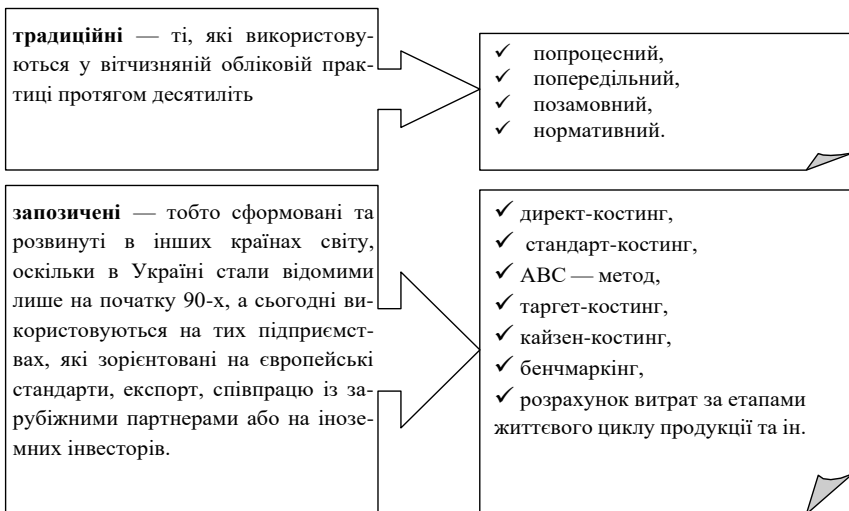 традиційні — ті, які використову-
ються у вітчизняній обліковій прак-
тиці протягом десятиліть
✓ попроцесний,
✓ попередільний,
✓ позамовний,
✓ нормативний.
запозичені — тобто сформовані та
розвинуті в інших країнах світу,
оскільки в Україні стали відомими
лише на початку 90-х, а сьогодні ви-
користовуються на тих підприємст-
вах, які зорієнтовані на європейські
стандарти, експорт, співпрацю із за-
рубіжними партнерами або на інозе-
мних інвесторів.
✓ директ-костинг,
✓ стандарт-костинг,
✓ АВС — метод,
✓ таргет-костинг,
✓ кайзен-костинг,
✓ бенчмаркінг,
✓ розрахунок витрат за етапами
життєвого циклу продукції та ін.